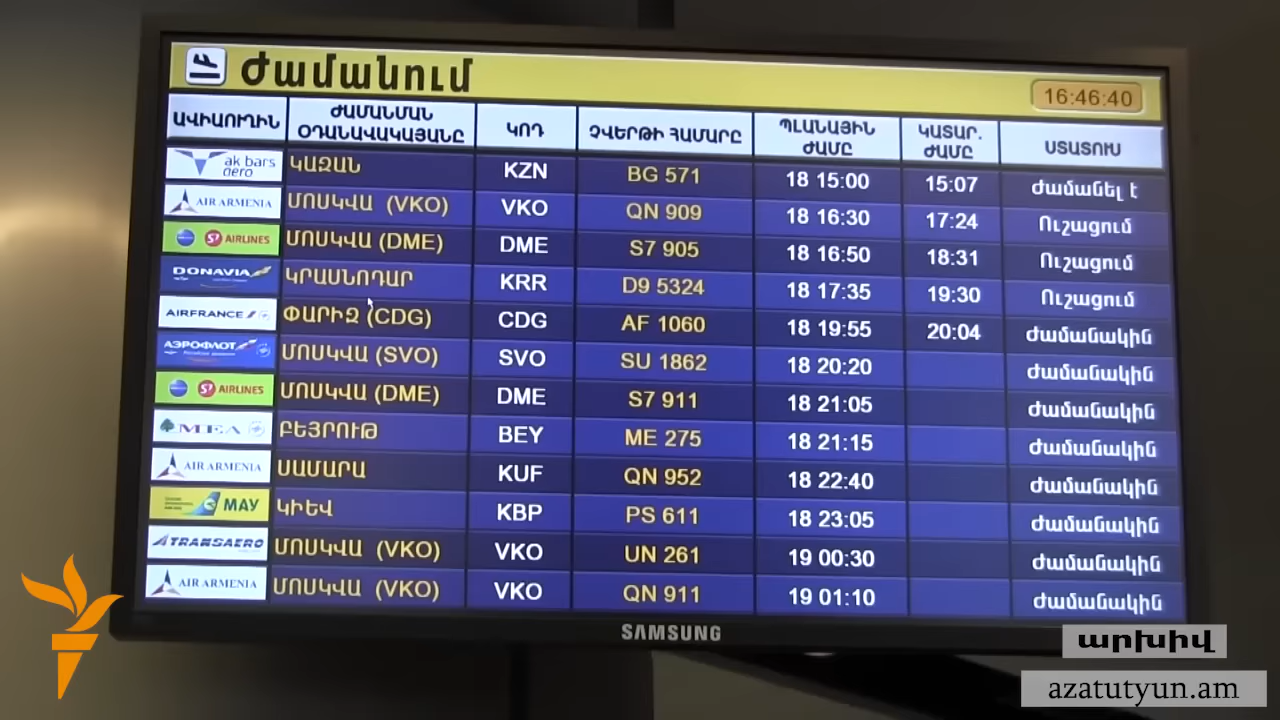 Ժամանում
16:46:40
ԱՎԻԱՈՒՂԻՆ ԺԱՄԱՆՄԱՆ ՕԴԱՆԱՎԱԿԱՅԱՆԸ ԿՈԴ ՉՎԵՐԹԻ ՀԱՄԱՐԸ ՊԼԱՆԱՅԻՆ ԺԱՄԸ ԿԱՏԱՐ. ԺԱՄԸ ՍՏԱՏՈՒՍ
ak bars aero ԿԱԶԱՆ KZN BG 571 18 15:00 15:07 Ժամանել է
AIR ARMENIA ՄՈՍԿՎԱ (VKO) VKO QN 909 18 16:30 17:24 Ուշացում
S7 AIRLINES ՄՈՍԿՎԱ (DME) DME S7 905 18 16:50 18:31 Ուշացում
DONAVIA ԿՐԱՍՆՈԴԱՐ KRR D9 5324 18 17:35 19:30 Ուշացում
AIRFRANCE ՓԱՐԻԶ (CDG) CDG AF 1060 18 19:55 20:04 Ժամանակին
АЭРОФЛОТ ՄՈՍԿՎԱ (SVO) SVO SU 1862 18 20:20 Ժամանակին
S7 AIRLINES ՄՈՍԿՎԱ (DME) DME S7 911 18 21:05 Ժամանակին
MEA ԲԵՅՐՈՒԹ BEY ME 275 18 21:15 Ժամանակին
AIR ARMENIA ՍԱՄԱՐԱ KUF QN 952 18 22:40 Ժամանակին
МАУ ԿԻԵՎ KBP PS 611 18 23:05 Ժամանակին
TRANSAERO ՄՈՍԿՎԱ (VKO) VKO UN 261 19 00:30 Ժամանակին
AIR ARMENIA ՄՈՍԿՎԱ (VKO) VKO QN 911 19 01:10 Ժամանակին
SAMSUNG
արխիվ
azatutyun.am